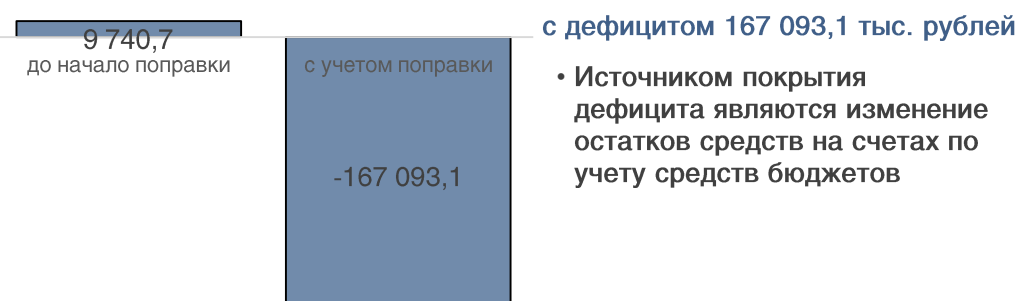 9 740,7
до начало поправки
с учетом поправки
-167 093,1
с дефицитом 167 093,1 тыс. рублей
• Источником покрытия
дефицита являются изменение
остатков средств на счетах по
учету средств бюджетов